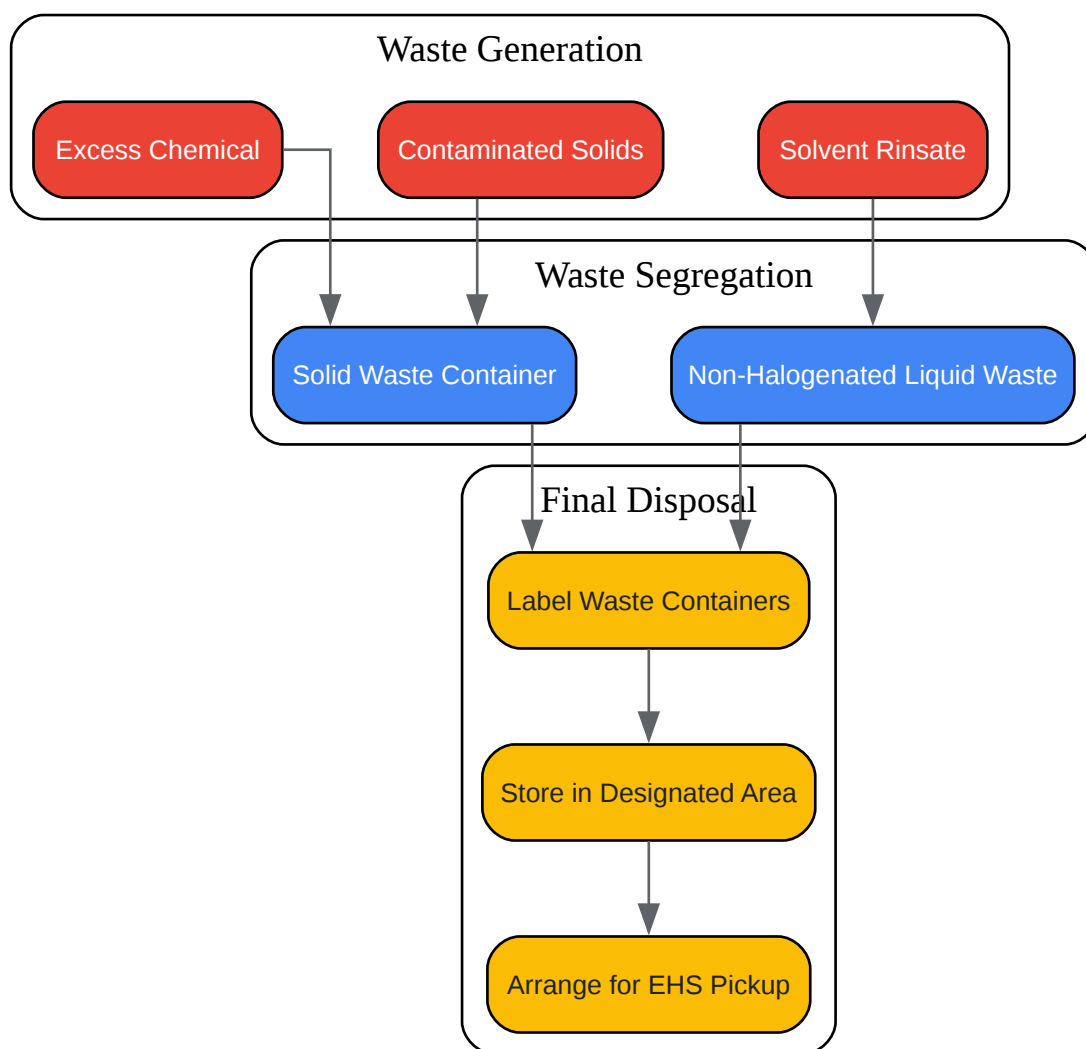 Waste Generation
Excess Chemical
Contaminated Solids
Solvent Rinsate
Waste Segregation
Solid Waste Container
Non-Halogenated Liquid Waste
Final Disposal
Label Waste Containers
Store in Designated Area
Arrange for EHS Pickup